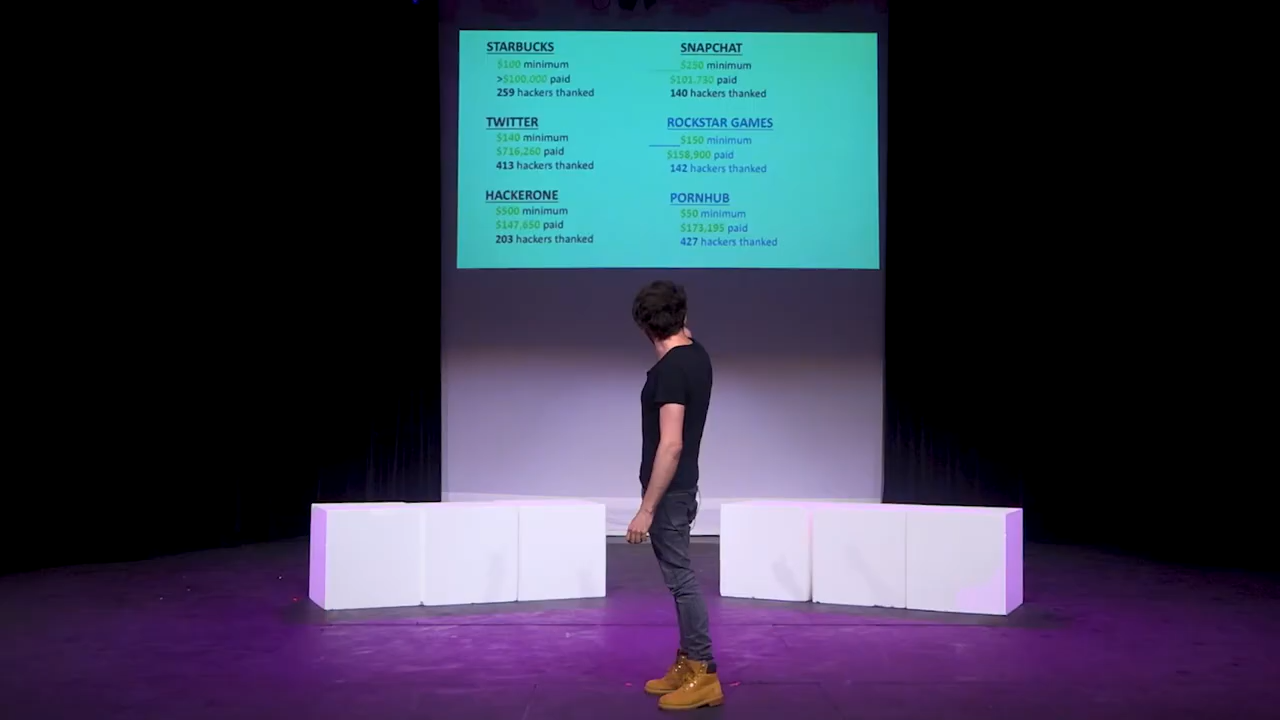 STARBUCKS
$100 minimum
>$100,000 paid
259 hackers thanked
TWITTER
$140 minimum
$716,260 paid
413 hackers thanked
HACKERONE
$500 minimum
$147,650 paid
203 hackers thanked
SNAPCHAT
$250 minimum
$101,730 paid
140 hackers thanked
ROCKSTAR GAMES
$150 minimum
$158,900 paid
142 hackers thanked
PORNHUB
$50 minimum
$173,195 paid
427 hackers thanked